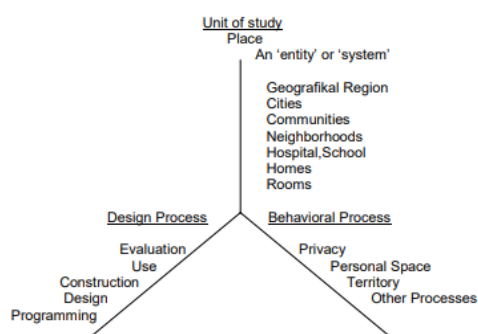 Unit of study
Place
An ‘entity’ or ‘system’
Geografikal Region
Cities
Communities
Neighborhoods
Hospital,School
Homes
Rooms
Design Process
Evaluation
Use
Construction
Design
Programming
Behavioral Process
Privacy
Personal Space
Territory
Other Processes